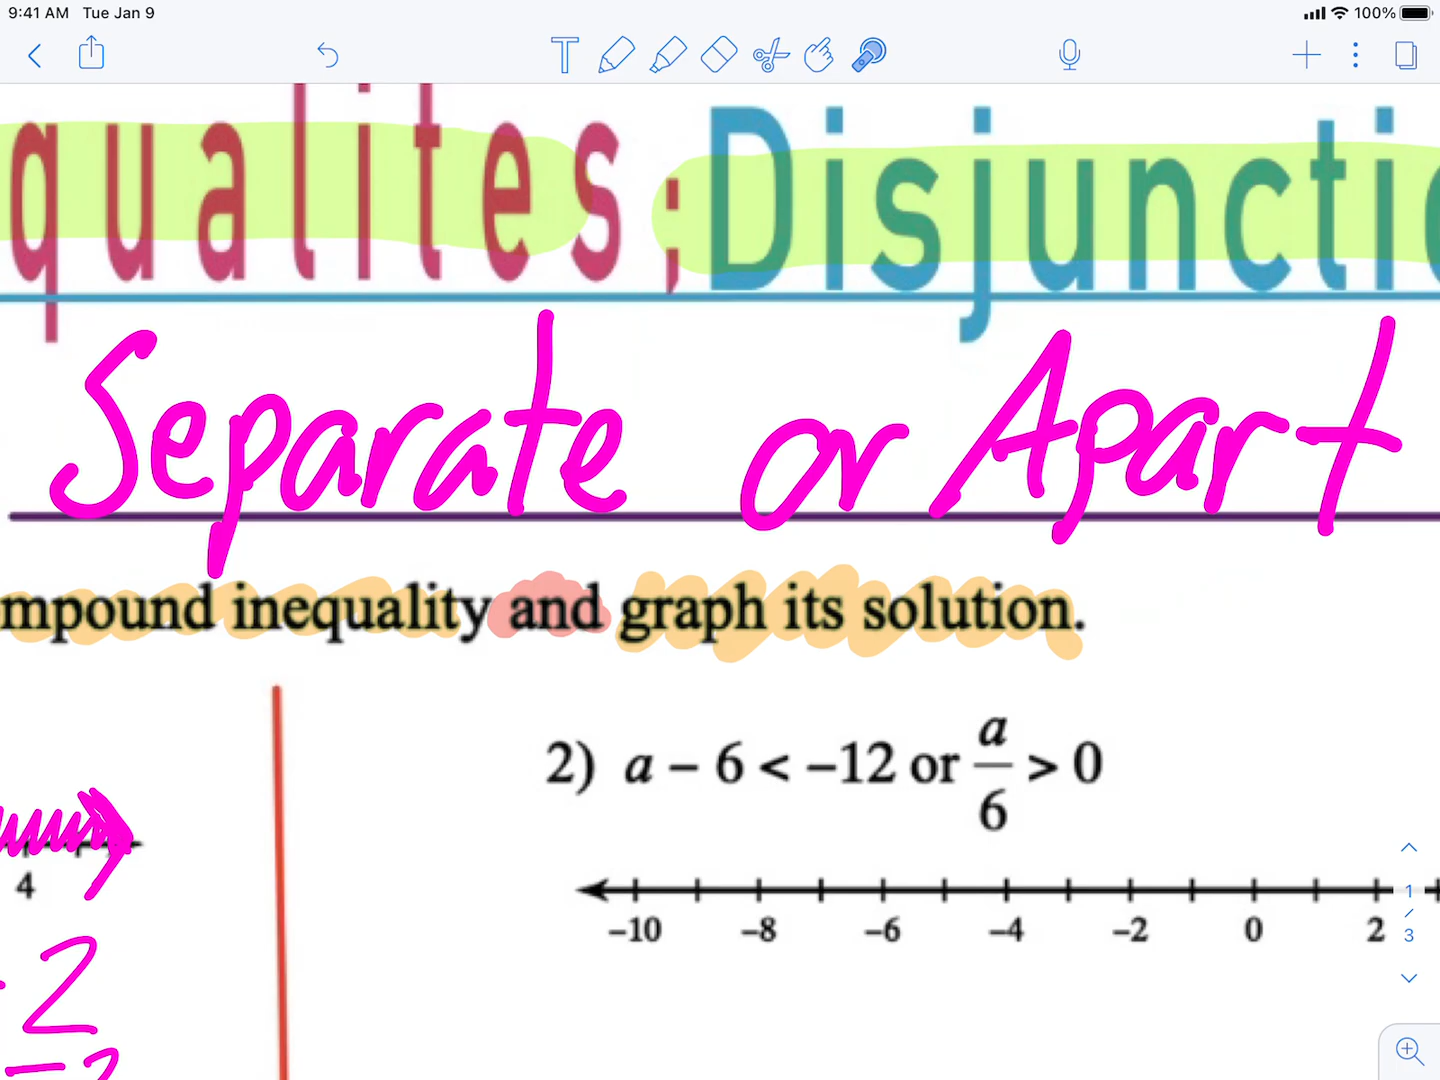 9:41 AM Tue Jan 9
100%
qualites; Disjuncti
Separate or Apart
mpound inequality and graph its solution.
2) a − 6 < −12 or a/6 > 0
4
−10 −8 −6 −4 −2 0 2
1/3
2